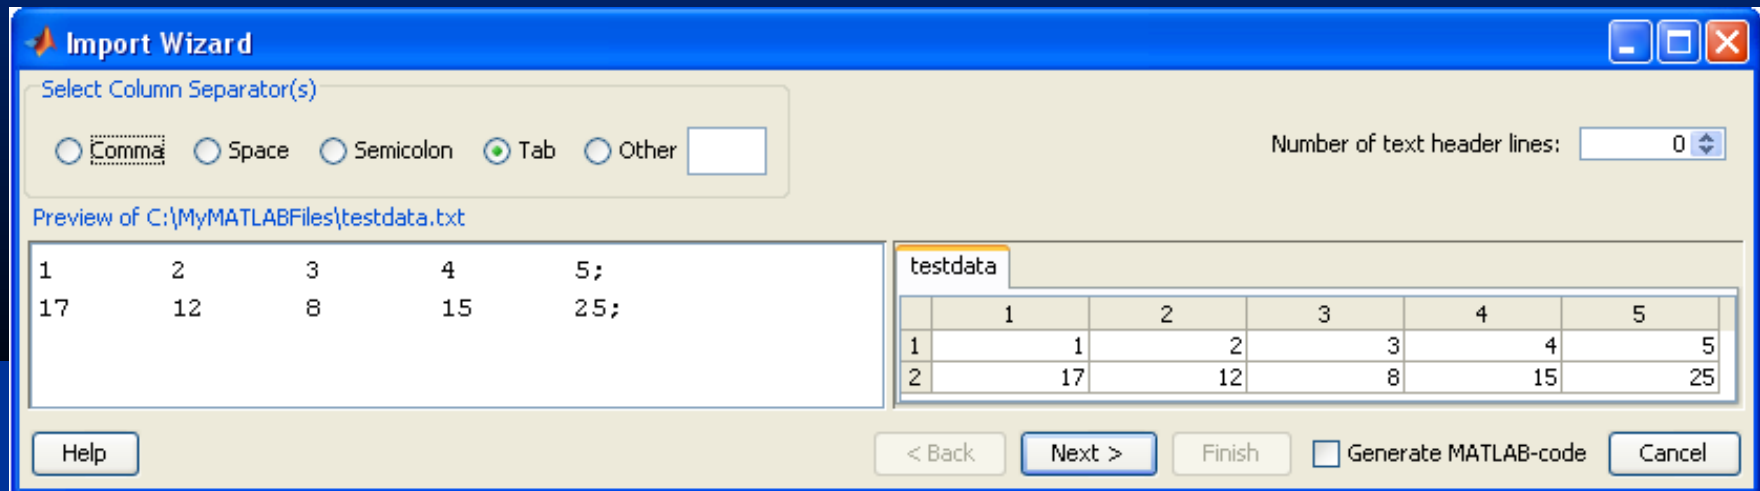 Import Wizard
Select Column Separator(s)
Comma Space Semicolon Tab Other
Number of text header lines: 0
Preview of C:\MyMATLABFiles\testdata.txt
1 2 3 4 5;
17 12 8 15 25;
testdata
1 2 3 4 5
1 1 2 3 4 5
2 17 12 8 15 25
Help < Back Next > Finish Generate MATLAB-code Cancel